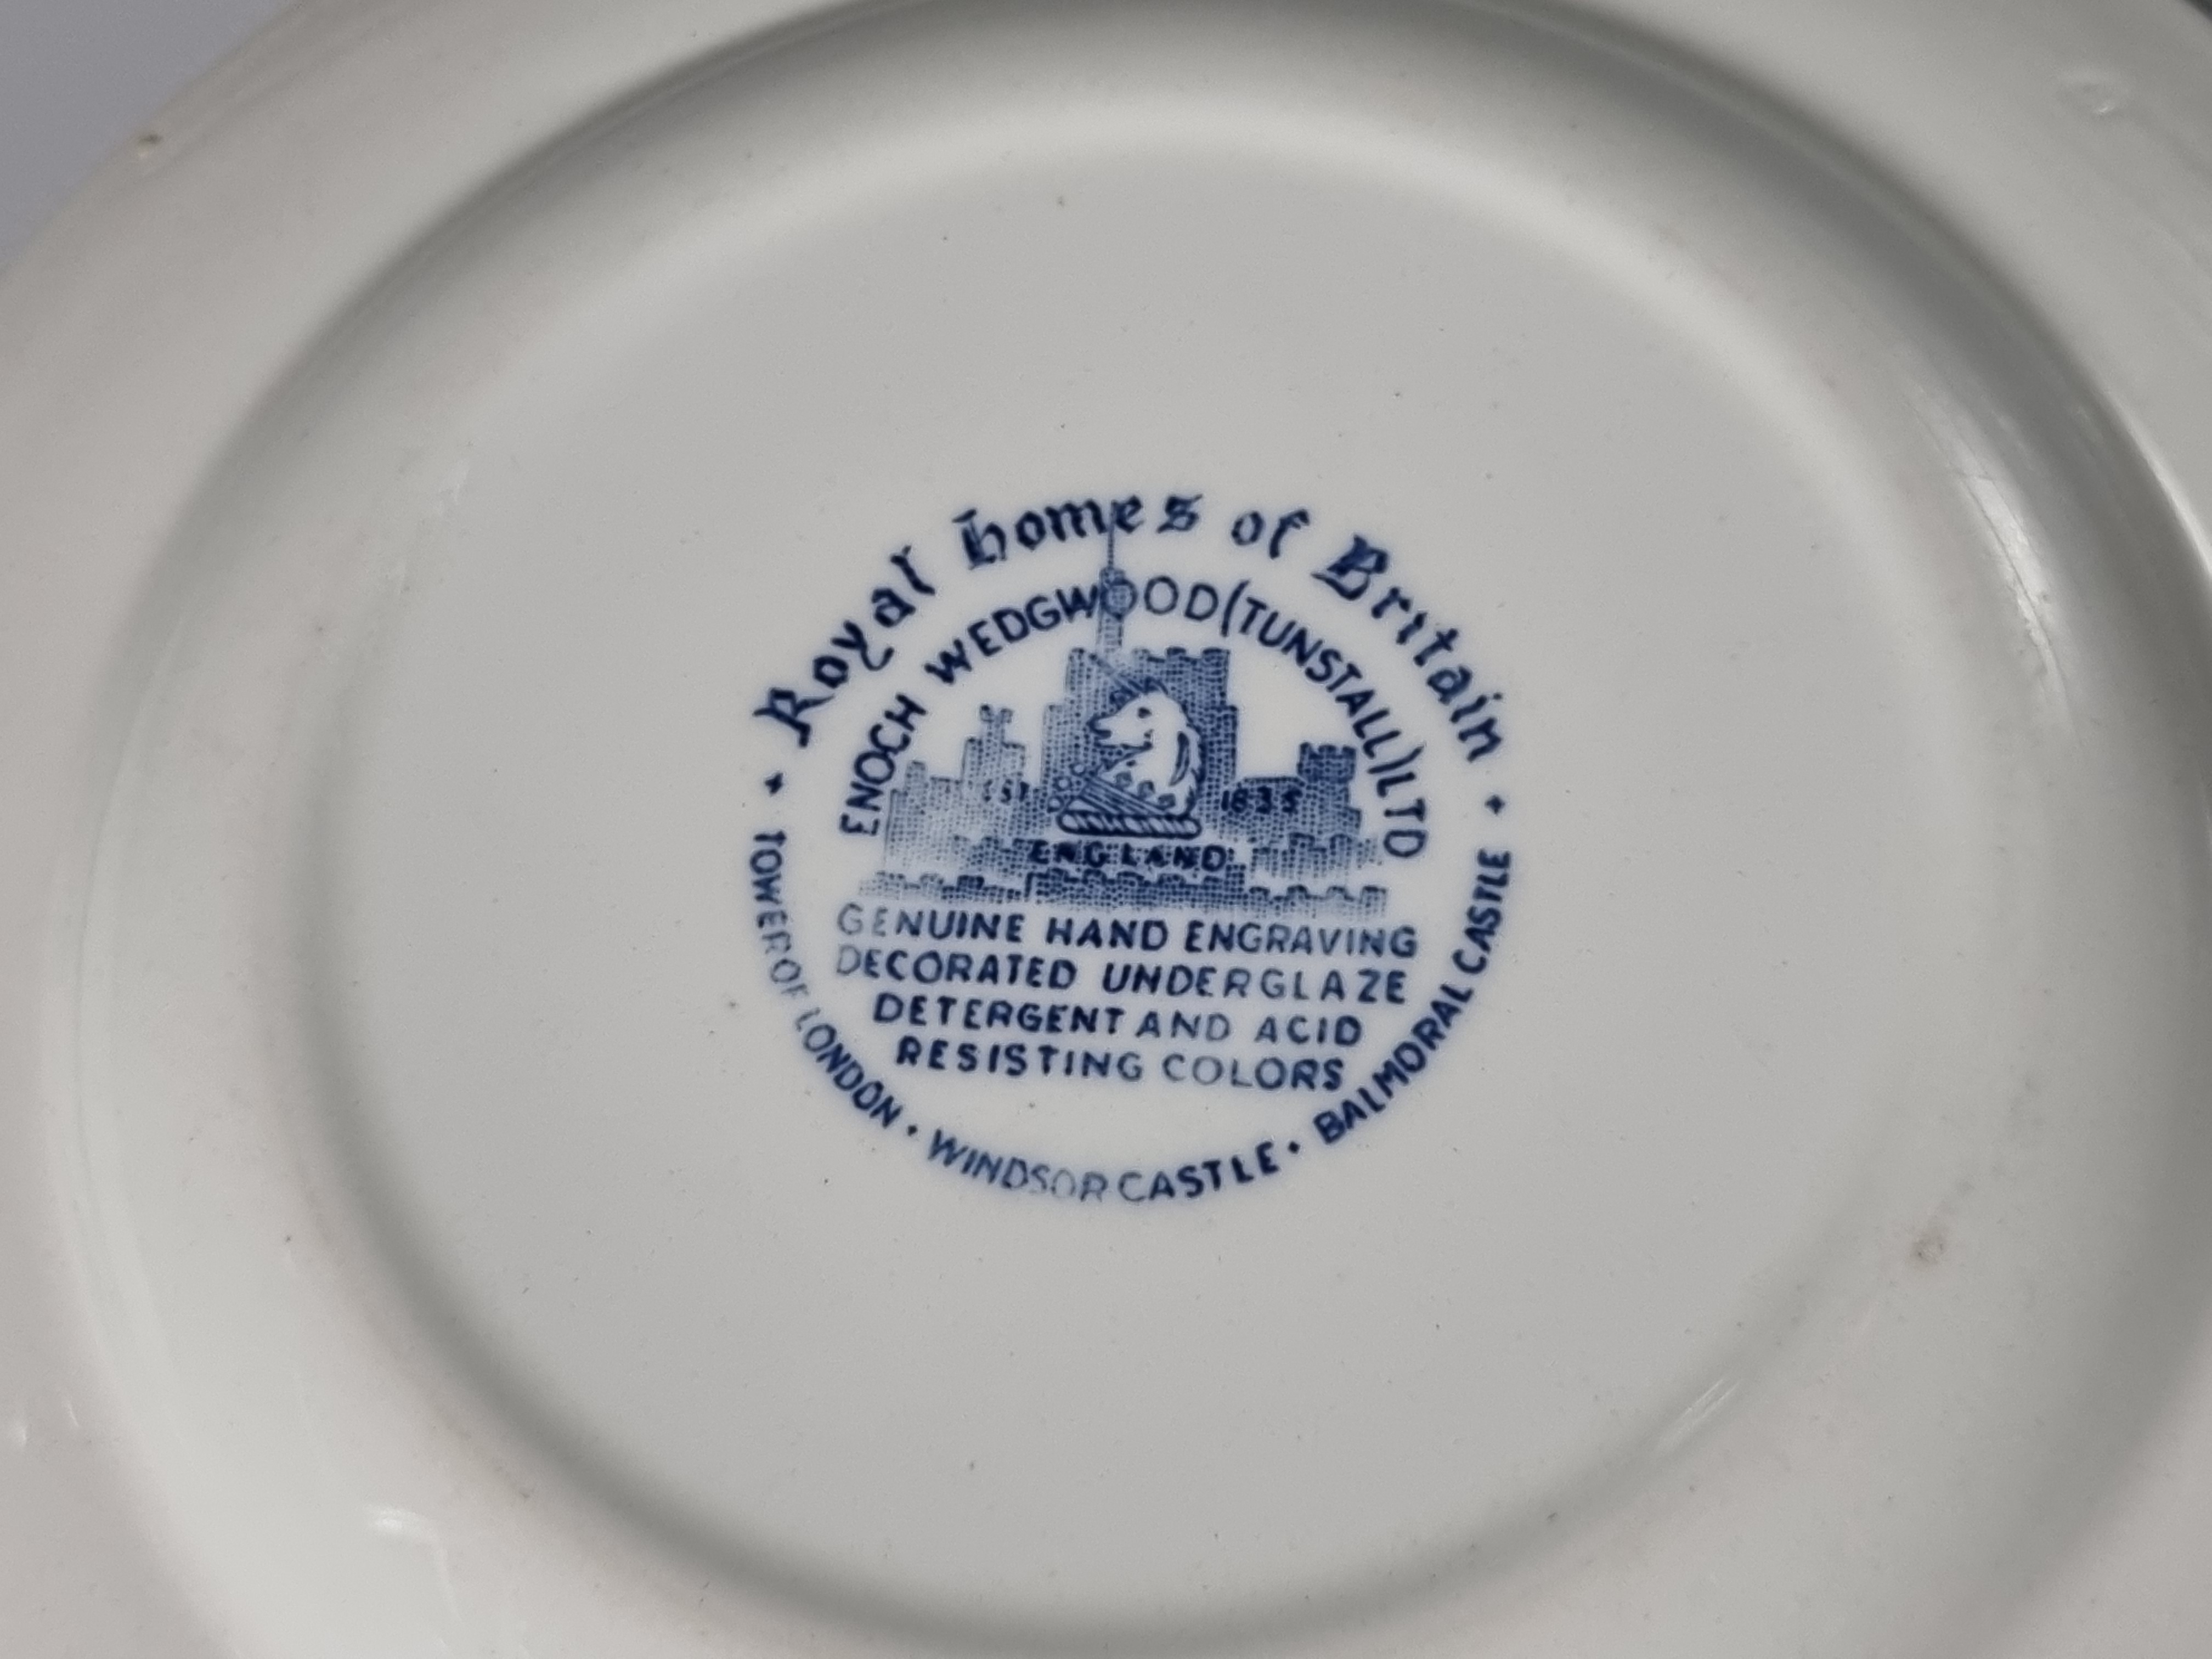 Royal homes of Britain
ENOCH WEDGWOOD (TUNSTALL) LTD
EST 1835
ENGLAND
GENUINE HAND ENGRAVING
DECORATED UNDERGLAZE
DETERGENT AND ACID
RESISTING COLORS
TOWER OF LONDON · WINDSOR CASTLE · BALMORAL CASTLE